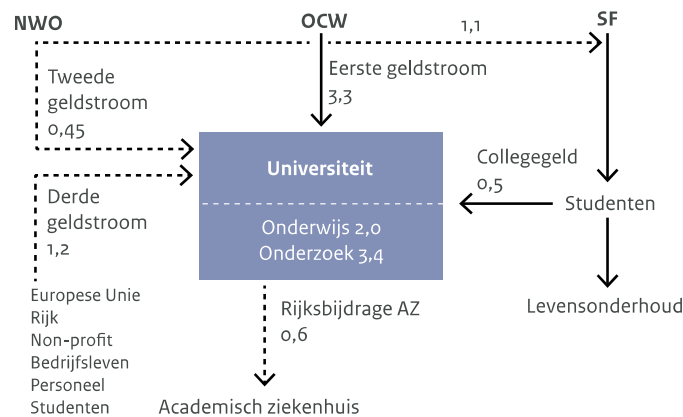 NWO
OCW
SF
1,1
Tweede
geldstroom
0,45
Eerste geldstroom
3,3
Universiteit
Collegegeld
0,5
Derde
geldstroom
1,2
Studenten
Onderwijs 2,0
Onderzoek 3,4
Europese Unie
Rijk
Non-profit
Bedrijfsleven
Personeel
Studenten
Rijksbijdrage AZ
0,6
Levensonderhoud
Academisch ziekenhuis